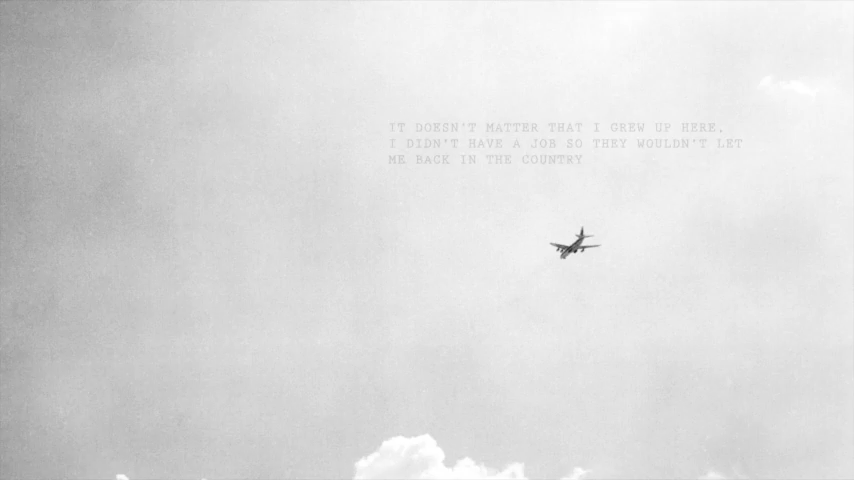 IT DOESN'T MATTER THAT I GREW UP HERE,
I DIDN'T HAVE A JOB SO THEY WOULDN'T LET
ME BACK IN THE COUNTRY